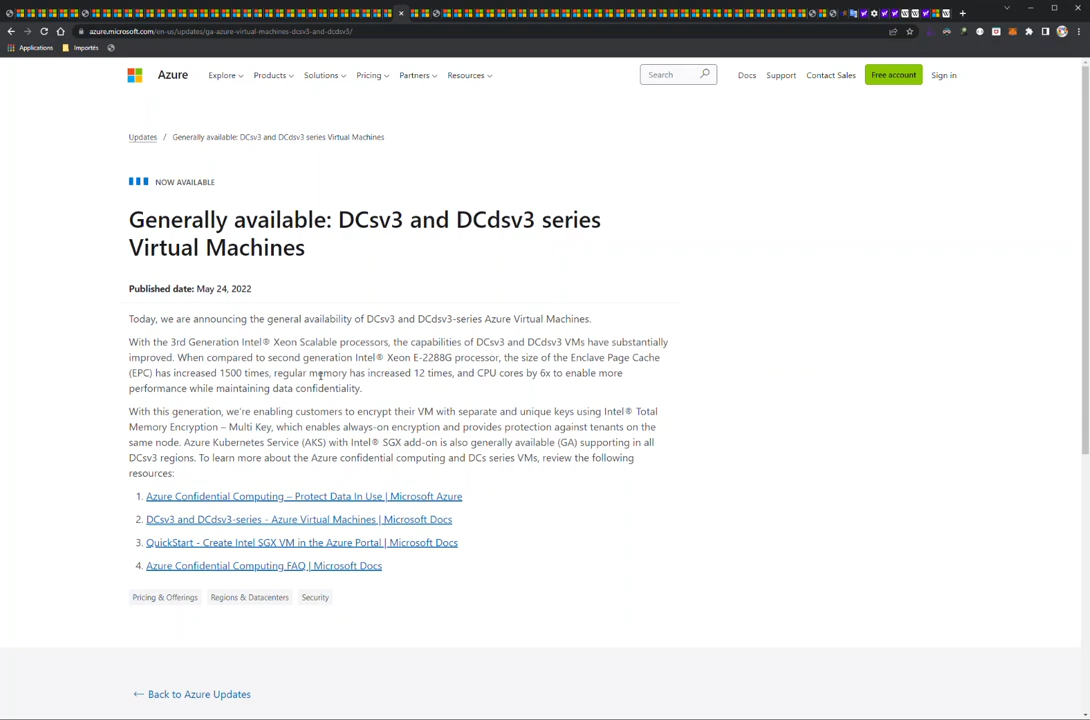 azure.microsoft.com/en-us/updates/ga-azure-virtual-machines-dcsv3-and-dcdsv3/
Applications
Importés
Azure
Explore
Products
Solutions
Pricing
Partners
Resources
Search
Docs
Support
Contact Sales
Free account
Sign in
Updates / Generally available: DCsv3 and DCdsv3 series Virtual Machines
NOW AVAILABLE
Generally available: DCsv3 and DCdsv3 series
Virtual Machines
Published date: May 24, 2022
Today, we are announcing the general availability of DCsv3 and DCdsv3-series Azure Virtual Machines.
With the 3rd Generation Intel® Xeon Scalable processors, the capabilities of DCsv3 and DCdsv3 VMs have substantially
improved. When compared to second generation Intel® Xeon E-2288G processor, the size of the Enclave Page Cache
(EPC) has increased 1500 times, regular memory has increased 12 times, and CPU cores by 6x to enable more
performance while maintaining data confidentiality.
With this generation, we're enabling customers to encrypt their VM with separate and unique keys using Intel® Total
Memory Encryption – Multi Key, which enables always-on encryption and provides protection against tenants on the
same node. Azure Kubernetes Service (AKS) with Intel® SGX add-on is also generally available (GA) supporting in all
DCsv3 regions. To learn more about the Azure confidential computing and DCs series VMs, review the following
resources:
1. Azure Confidential Computing – Protect Data In Use | Microsoft Azure
2. DCsv3 and DCdsv3-series - Azure Virtual Machines | Microsoft Docs
3. QuickStart - Create Intel SGX VM in the Azure Portal | Microsoft Docs
4. Azure Confidential Computing FAQ | Microsoft Docs
Pricing & Offerings
Regions & Datacenters
Security
← Back to Azure Updates